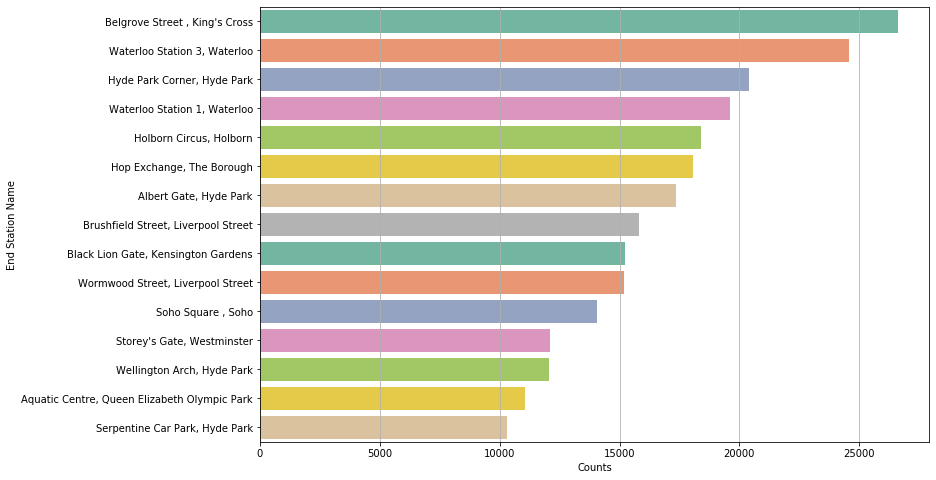 Belgrove Street , King's Cross
Waterloo Station 3, Waterloo
Hyde Park Corner, Hyde Park
Waterloo Station 1, Waterloo
Holborn Circus, Holborn
Hop Exchange, The Borough
Albert Gate, Hyde Park
Brushfield Street, Liverpool Street
Black Lion Gate, Kensington Gardens
Wormwood Street, Liverpool Street
Soho Square , Soho
Storey's Gate, Westminster
Wellington Arch, Hyde Park
Aquatic Centre, Queen Elizabeth Olympic Park
Serpentine Car Park, Hyde Park
End Station Name
0 5000 10000 15000 20000 25000
Counts